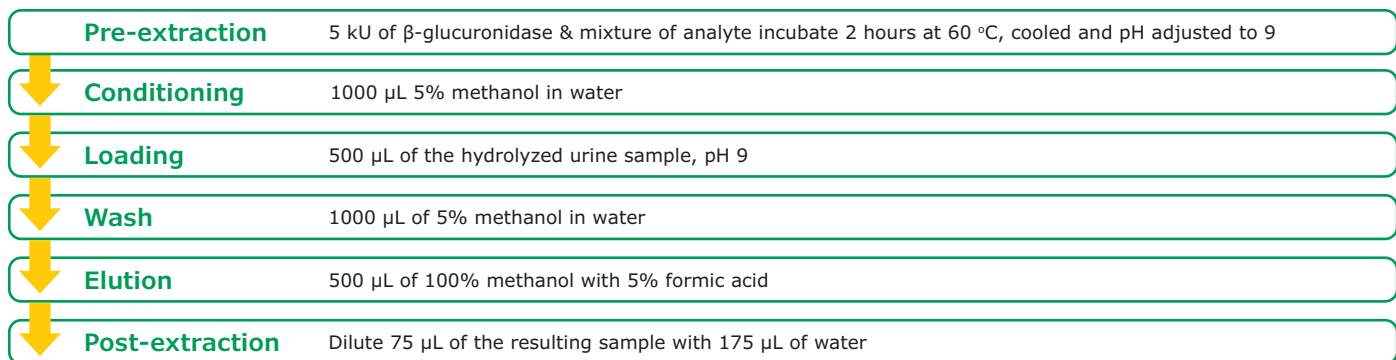 Pre-extraction 5 kU of β-glucuronidase & mixture of analyte incubate 2 hours at 60 °C, cooled and pH adjusted to 9
Conditioning 1000 µL 5% methanol in water
Loading 500 µL of the hydrolyzed urine sample, pH 9
Wash 1000 µL of 5% methanol in water
Elution 500 µL of 100% methanol with 5% formic acid
Post-extraction Dilute 75 µL of the resulting sample with 175 µL of water